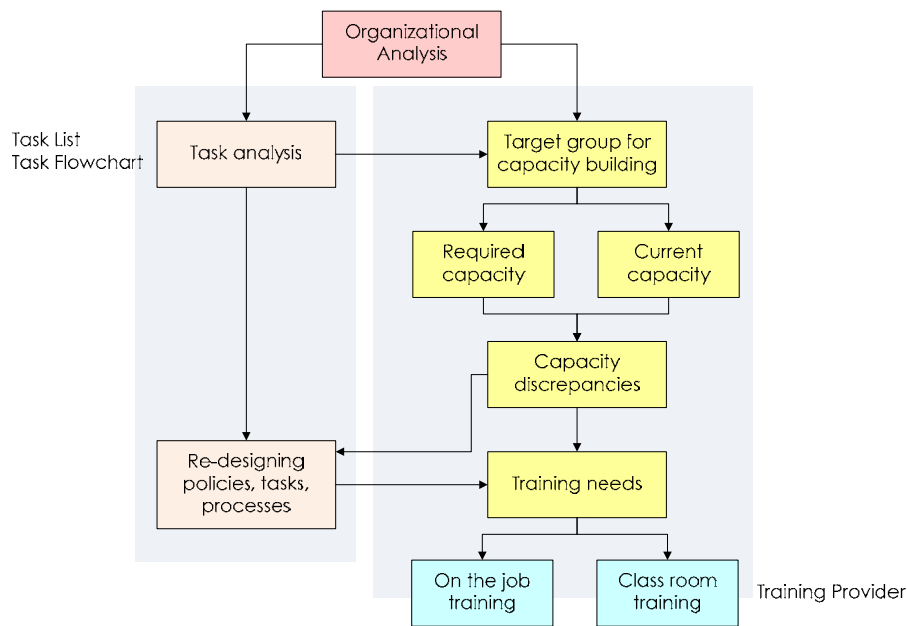 Organizational
Analysis
Task List
Task Flowchart
Task analysis
Target group for
capacity building
Required
capacity
Current
capacity
Capacity
discrepancies
Re-designing
policies, tasks,
processes
Training needs
On the job
training
Class room
training
Training Provider